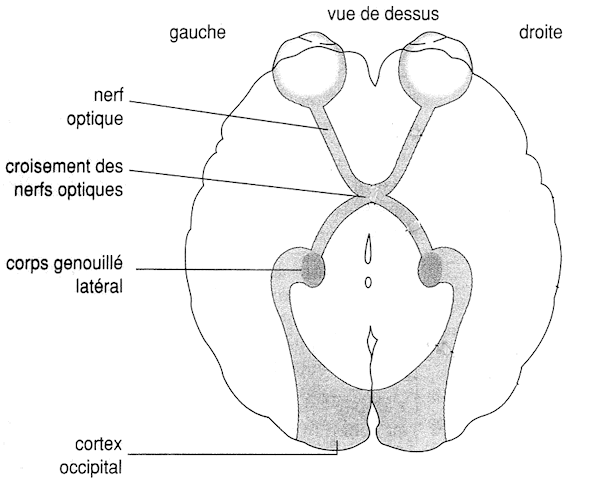 vue de dessus
gauche
droite
nerf
optique
croisement des
nerfs optiques
corps genouillé
latéral
cortex
occipital